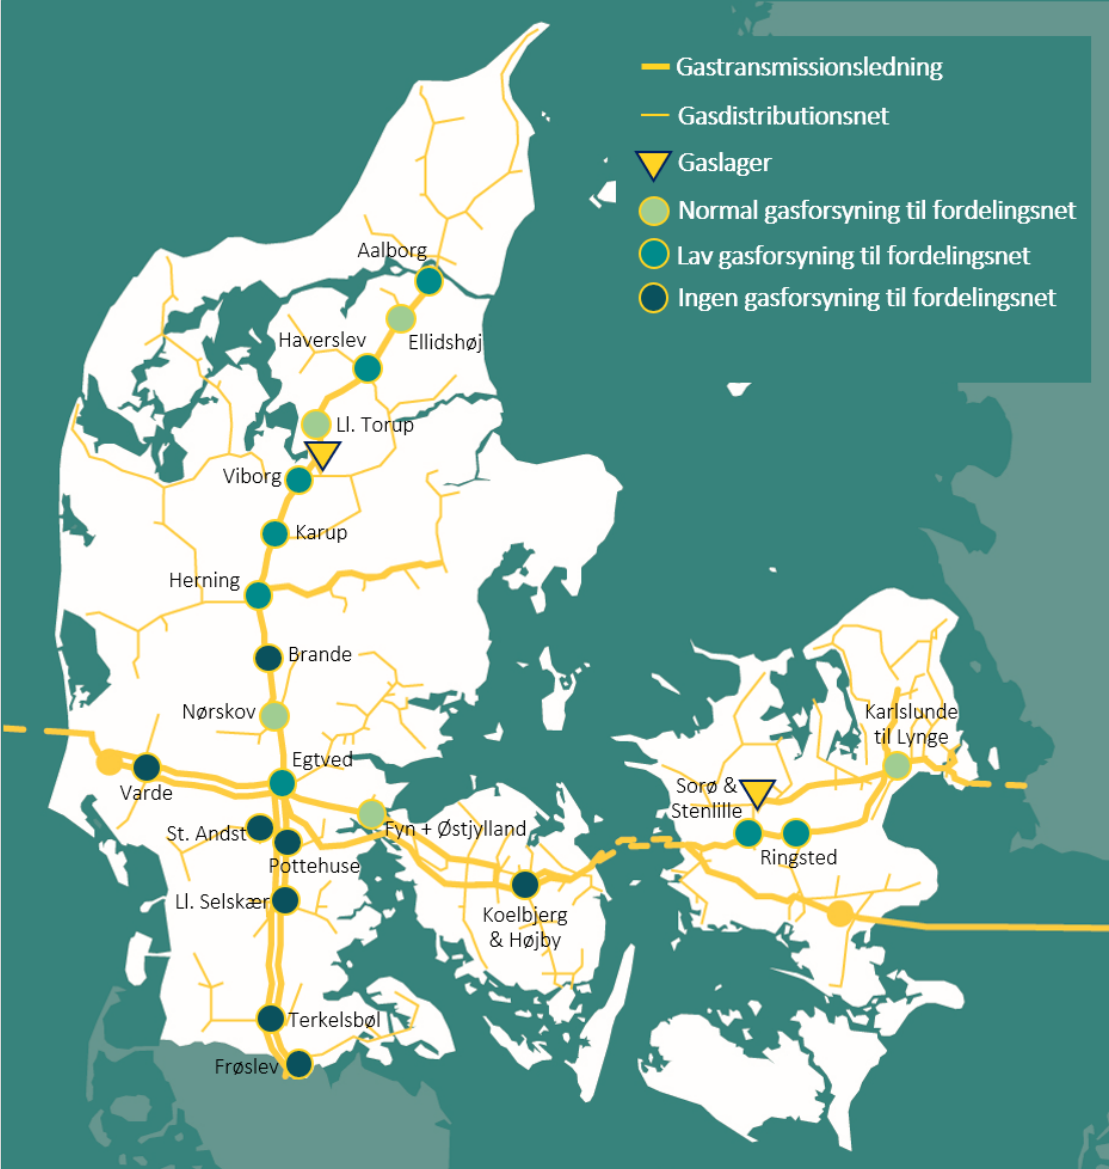 Gastransmissionsledning
Gasdistributionsnet
Gaslager
Normal gasforsyning til fordelingsnet
Lav gasforsyning til fordelingsnet
Ingen gasforsyning til fordelingsnet
Aalborg
Ellidshøj
Haverslev
Ll. Torup
Viborg
Karup
Herning
Brande
Nørskov
Egtved
Varde
St. Andst
Pottehuse
Ll. Selskær
Terkelsbøl
Frøslev
Fyn + Østjylland
Koelbjerg
& Højby
Karlslunde
til Lynge
Sorø &
Stenlille
Ringsted